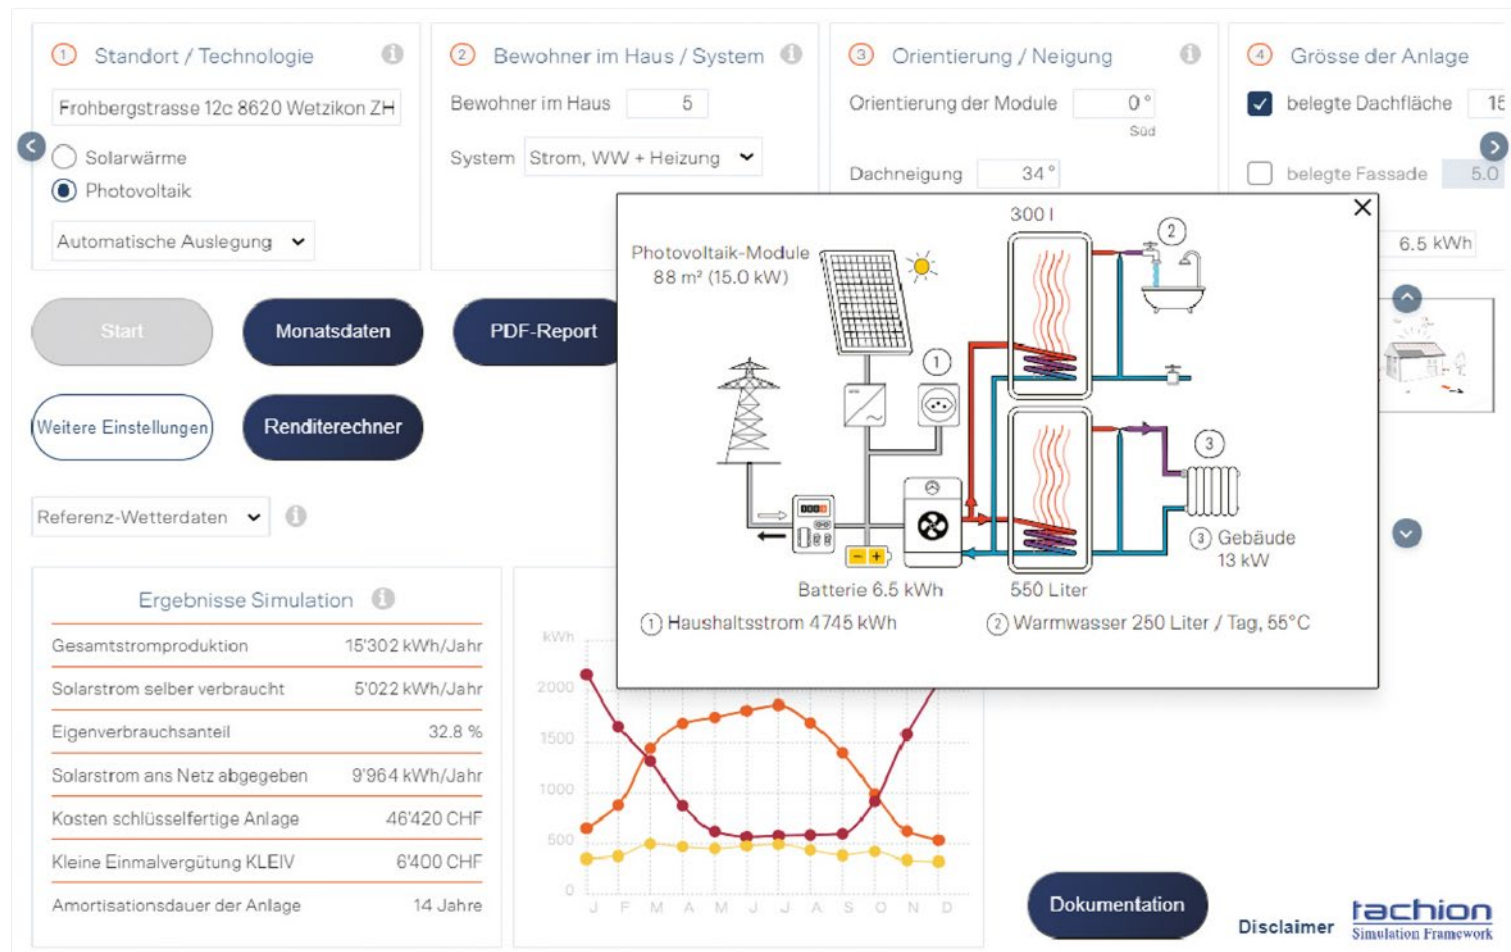 1 Standort / Technologie
Frohbergstrasse 12c 8620 Wetzikon ZH
Solarwärme
Photovoltaik
Automatische Auslegung
2 Bewohner im Haus / System
Bewohner im Haus 5
System Strom, WW + Heizung
3 Orientierung / Neigung
Orientierung der Module 0°
Süd
Dachneigung 34°
4 Grösse der Anlage
belegte Dachfläche
belegte Fassade 5.0
6.5 kWh
Start
Monatsdaten
PDF-Report
Weitere Einstellungen
Renditerechner
Referenz-Wetterdaten
300 l
Photovoltaik-Module
88 m² (15.0 kW)
2
1
3
3 Gebäude
13 kW
Batterie 6.5 kWh
550 Liter
1 Haushaltsstrom 4745 kWh
2 Warmwasser 250 Liter / Tag, 55°C
Ergebnisse Simulation
Gesamtstromproduktion 15'302 kWh/Jahr
Solarstrom selber verbraucht 5'022 kWh/Jahr
Eigenverbrauchsanteil 32.8 %
Solarstrom ans Netz abgegeben 9'964 kWh/Jahr
Kosten schlüsselfertige Anlage 46'420 CHF
Kleine Einmalvergütung KLEIV 6'400 CHF
Amortisationsdauer der Anlage 14 Jahre
kWh
2000
1500
1000
500
0
J F M A M J J A S O N D
Dokumentation
Disclaimer
tachion
Simulation Framework